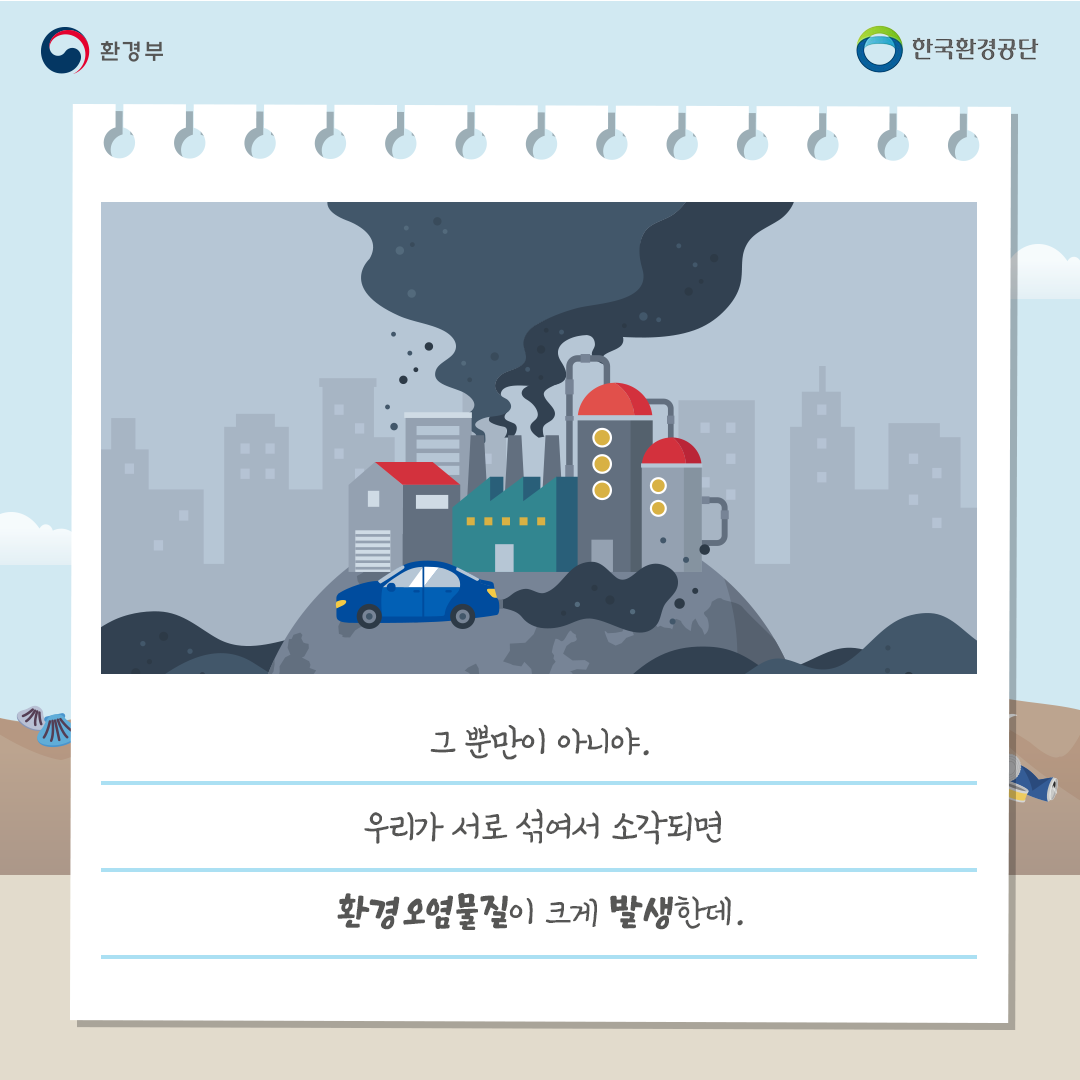 환경부
한국환경공단
그 뿐만이 아니야.
우리가 서로 섞여서 소각되면
환경오염물질이 크게 발생한데.